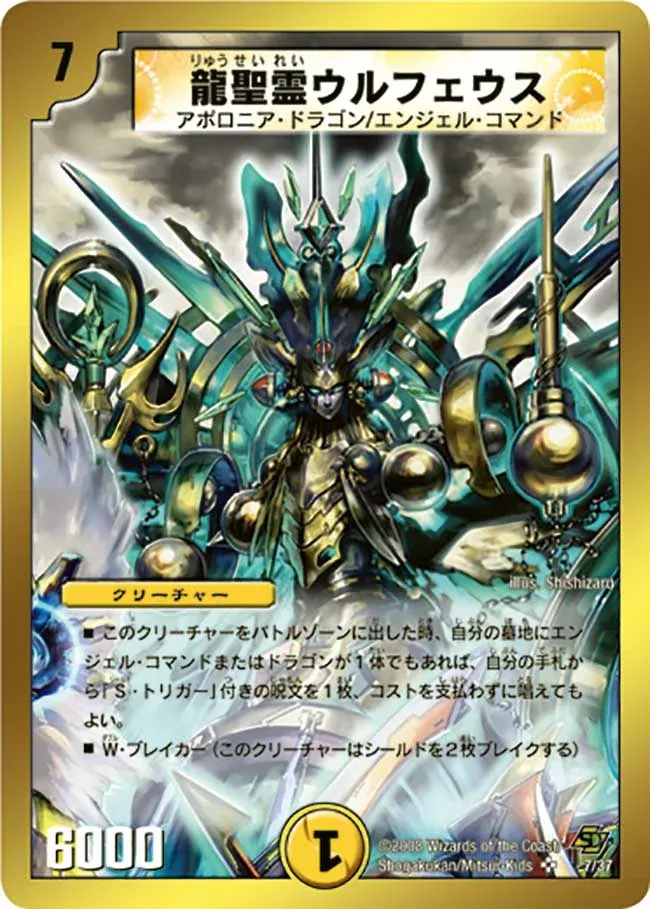 7
りゅうせいれい
龍聖霊ウルフェウス
アポロニア・ドラゴン/エンジェル・コマンド
illus. Shishizaru
クリーチャー
■ このクリーチャーをバトルゾーンに出した時、自分の墓地にエン
ジェル・コマンドまたはドラゴンが1体でもあれば、自分の手札か
ら「S・トリガー」付きの呪文を1枚、コストを支払わずに唱えても
よい。
■ W・ブレイカー (このクリーチャーはシールドを2枚ブレイクする)
6000
1
©2008 Wizards of the Coast/
Shogakukan/Mitsui-Kids
7/37